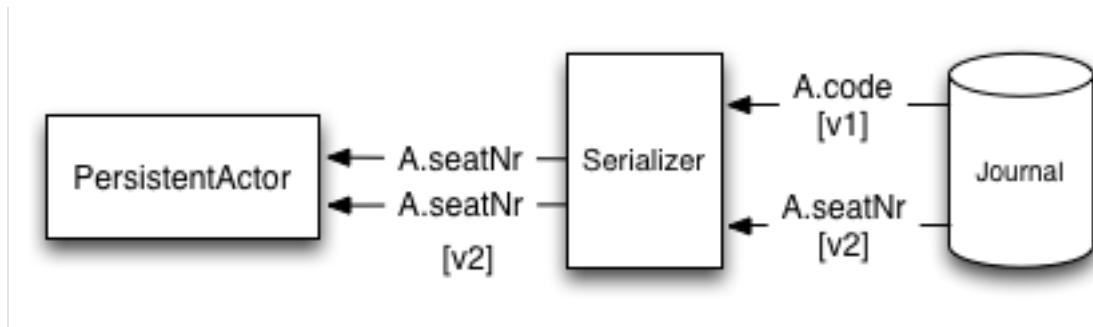 PersistentActor
A.seatNr
A.seatNr
[v2]
Serializer
A.code
[v1]
A.seatNr
[v2]
Journal